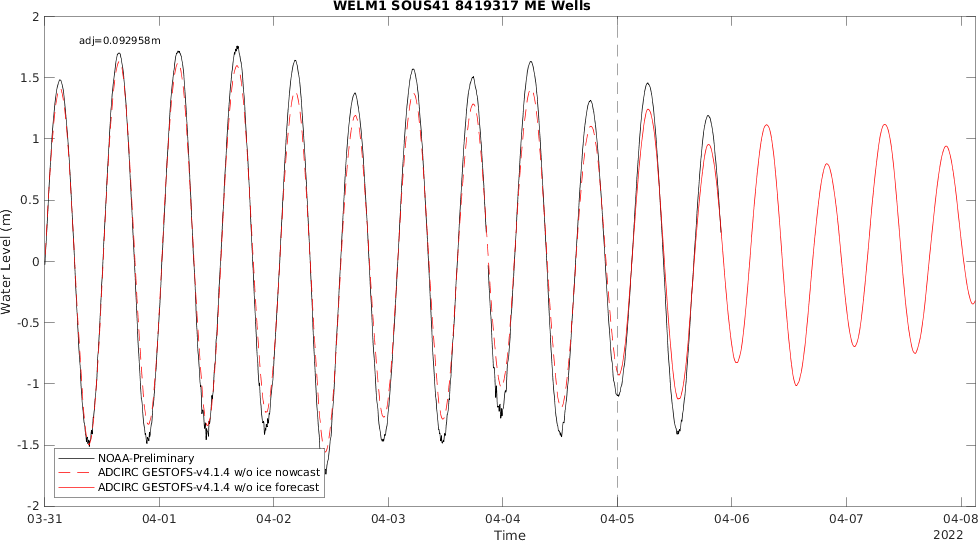 WELM1 SOUS41 8419317 ME Wells
adj=0.092958m
2
1.5
1
0.5
0
-0.5
-1
-1.5
-2
Water Level (m)
NOAA-Preliminary
ADCIRC GESTOFS-v4.1.4 w/o ice nowcast
ADCIRC GESTOFS-v4.1.4 w/o ice forecast
03-31 04-01 04-02 04-03 04-04 04-05 04-06 04-07 04-08
Time
2022